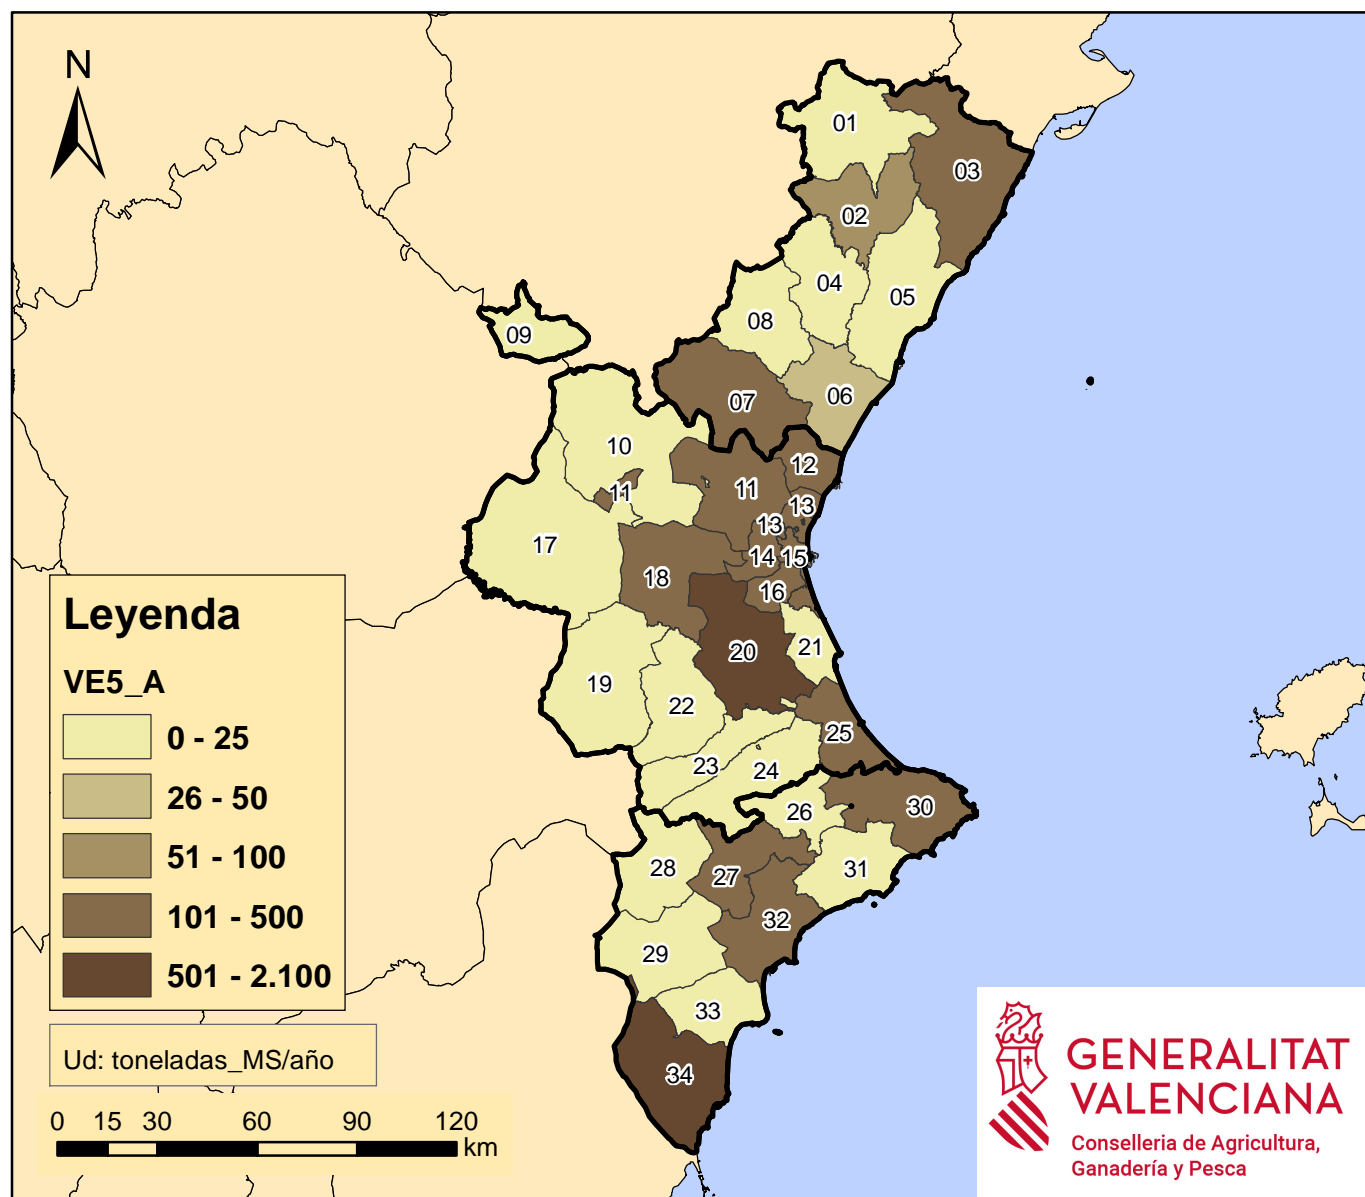 N
01
03
02
04
05
08
09
06
07
10
12
11
11
13
13
17
14
15
18
16
20
21
19
22
25
23
24
26
30
28
27
31
32
29
33
34
Leyenda
VE5_A
0 - 25
26 - 50
51 - 100
101 - 500
501 - 2.100
Ud: toneladas_MS/año
0 15 30 60 90 120
km
GENERALITAT
VALENCIANA
Conselleria de Agricultura,
Ganadería y Pesca